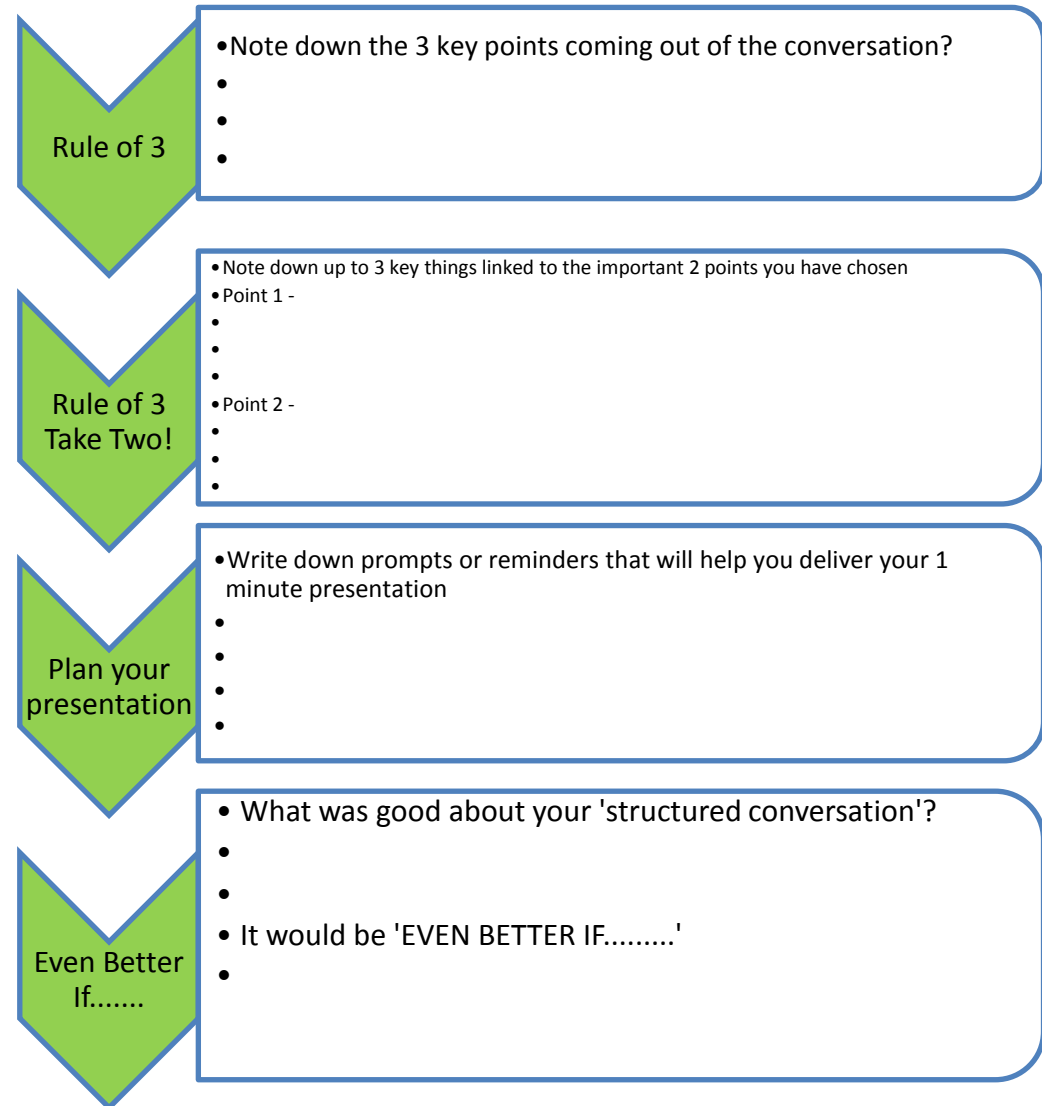 Rule of 3
•Note down the 3 key points coming out of the conversation?
•
•
•
Rule of 3
Take Two!
•Note down up to 3 key things linked to the important 2 points you have chosen
•Point 1 -
•
•
•
•Point 2 -
•
•
•
Plan your
presentation
•Write down prompts or reminders that will help you deliver your 1
minute presentation
•
•
•
•
Even Better
If.......
• What was good about your 'structured conversation'?
•
•
• It would be 'EVEN BETTER IF.........'
•